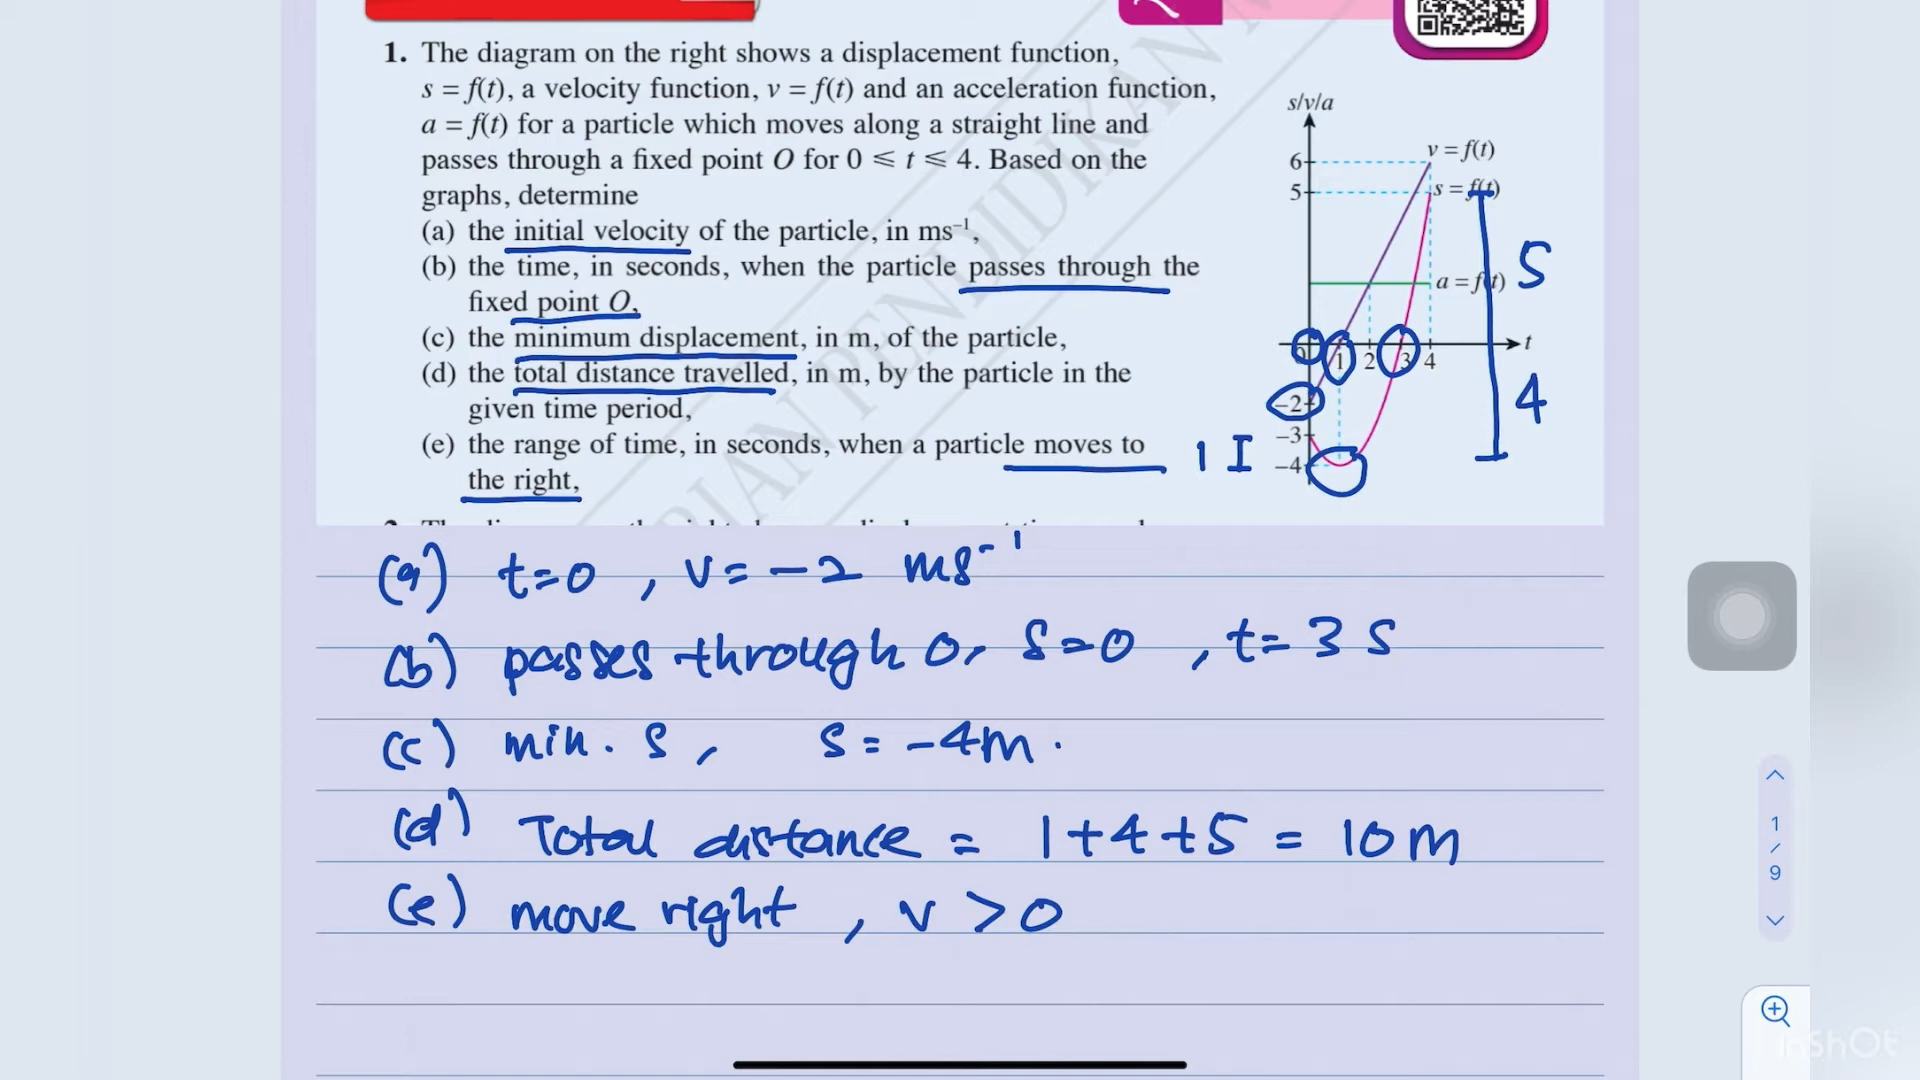 1. The diagram on the right shows a displacement function,
s = f(t), a velocity function, v = f(t) and an acceleration function,
a = f(t) for a particle which moves along a straight line and
passes through a fixed point O for 0 ⩽ t ⩽ 4. Based on the
graphs, determine
(a) the initial velocity of the particle, in ms⁻¹,
(b) the time, in seconds, when the particle passes through the
fixed point O,
(c) the minimum displacement, in m, of the particle,
(d) the total distance travelled, in m, by the particle in the
given time period,
(e) the range of time, in seconds, when a particle moves to
the right,
s/v/a
6
v = f(t)
5
s = f(t)
5
a = f(t)
0 1 2 3 4
t
–2
4
–3
1
–4
RIAN PENDIDIKAN M
(a) t=0 , v = -2 ms⁻¹
(b) passes through O, s=0 , t= 3 s
(c) min. s, s = -4m.
(d) Total distance = 1+4+5 = 10 m
(e) move right , v > 0
1
/
9
InShOt